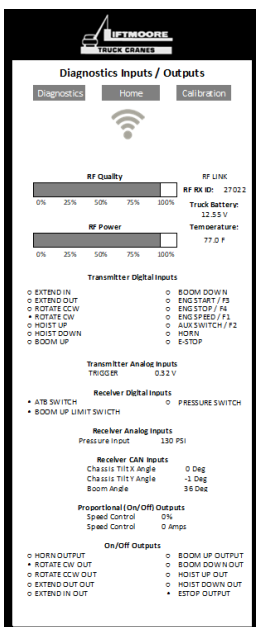 LIFTMOORE
TRUCK CRANES
Diagnostics Inputs / Outputs
Diagnostics Home Calibration
RF Quality
RF LINK
RF RX ID: 27022
0% 25% 50% 75% 100%
Truck Battery:
12.55 V
RF Power
Temperature:
77.0 F
0% 25% 50% 75% 100%
Transmitter Digital Inputs
○ EXTEND IN
○ EXTEND OUT
○ ROTATE CCW
• ROTATE CW
○ HOIST UP
○ HOIST DOWN
○ BOOM UP
○ BOOM DOWN
○ ENG START / F3
○ ENG STOP / F4
○ ENG SPEED / F1
○ AUX SWITCH / F2
○ HORN
○ E-STOP
Transmitter Analog Inputs
TRIGGER 0.32 V
Receiver Digital Inputs
• ATB SWITCH
• BOOM UP LIMIT SWICTH
○ PRESSURE SWITCH
Receiver Analog Inputs
Pressure Input 130 PSI
Receiver CAN Inputs
Chassis Tilt X Angle 0 Deg
Chassis Tilt Y Angle -1 Deg
Boom Angle 36 Deg
Proportional (On/Off) Outputs
Speed Control 0%
Speed Control 0 Amps
On/Off Outputs
○ HORN OUTPUT
• ROTATE CW OUT
○ ROTATE CCW OUT
○ EXTEND OUT OUT
○ EXTEND IN OUT
○ BOOM UP OUTPUT
○ BOOM DOWN OUT
○ HOIST UP OUT
○ HOIST DOWN OUT
• ESTOP OUTPUT